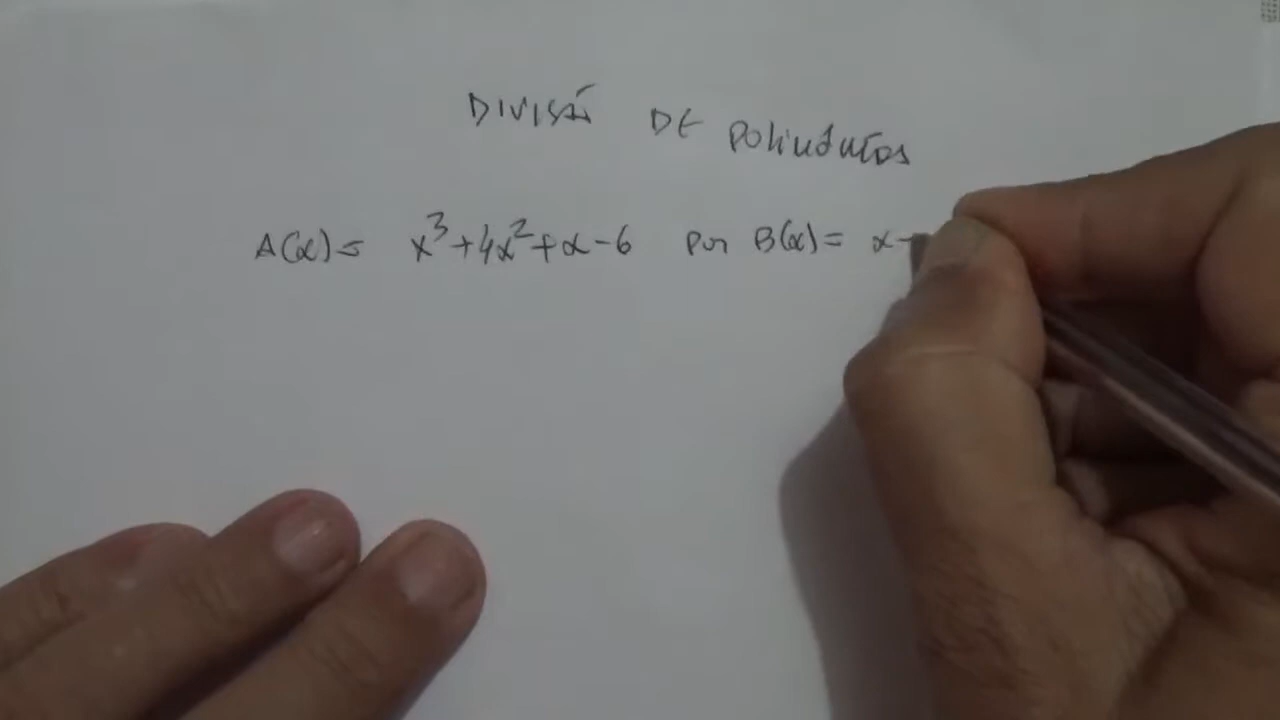 DIVISÃO DE POLINÔMIOS
A(x) = x³+4x²+x-6 por B(x) = x-